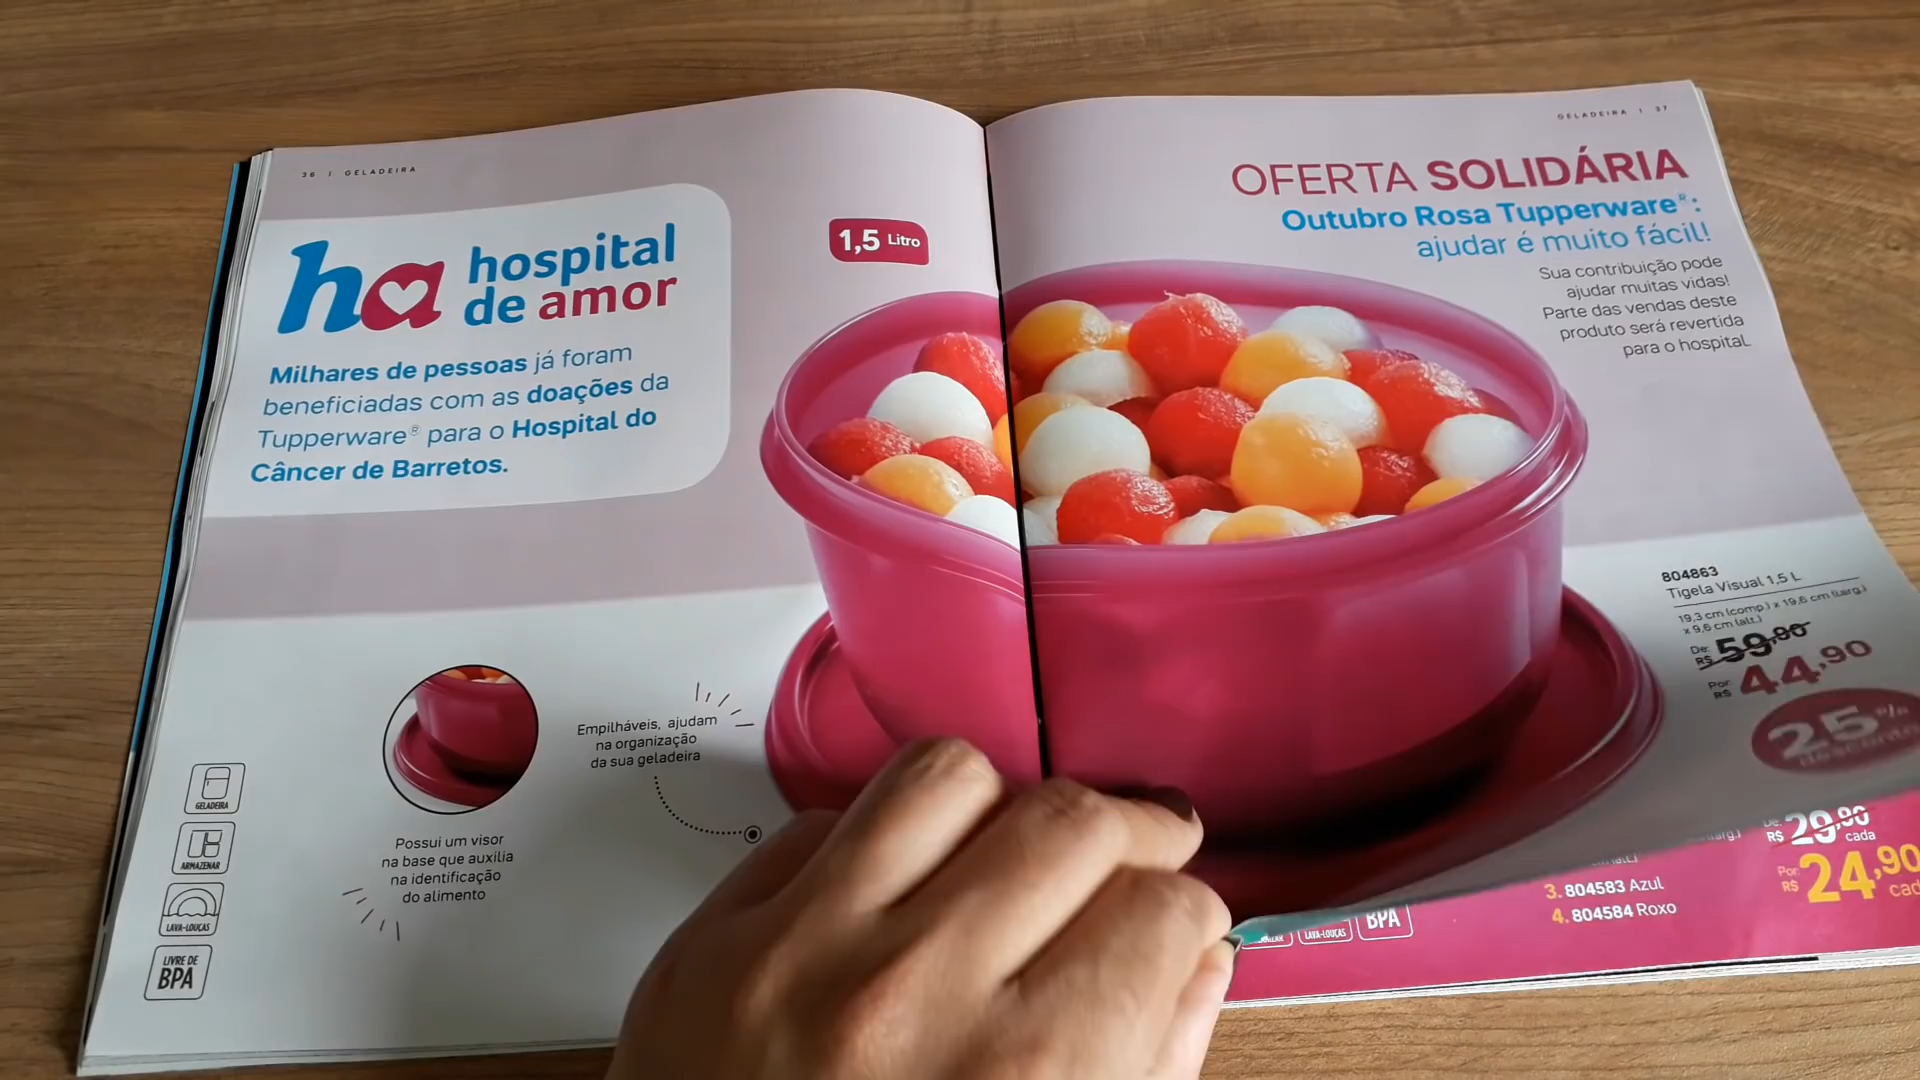 36 | GELADEIRA
ha hospital
de amor
Milhares de pessoas já foram
beneficiadas com as doações da
Tupperware® para o Hospital do
Câncer de Barretos.
1,5 Litro
Empilháveis, ajudam
na organização
da sua geladeira
Possui um visor
na base que auxilia
na identificação
do alimento
GELADEIRA
ARMAZENAR
LAVA-LOUÇAS
LIVRE DE
BPA
GELADEIRA | 37
OFERTA SOLIDÁRIA
Outubro Rosa Tupperware®:
ajudar é muito fácil!
Sua contribuição pode
ajudar muitas vidas!
Parte das vendas deste
produto será revertida
para o hospital.
804863
Tigela Visual 1,5 L
19,3 cm (comp.) x 19,6 cm (larg.)
x 9,6 cm (alt.)
De:
R$ 59,90
Por:
R$ 44,90
25%
desconto
De:
R$ 29,90
cada
Por:
R$ 24,90
3. 804583 Azul
4. 804584 Roxo
LAVA-LOUÇAS
BPA